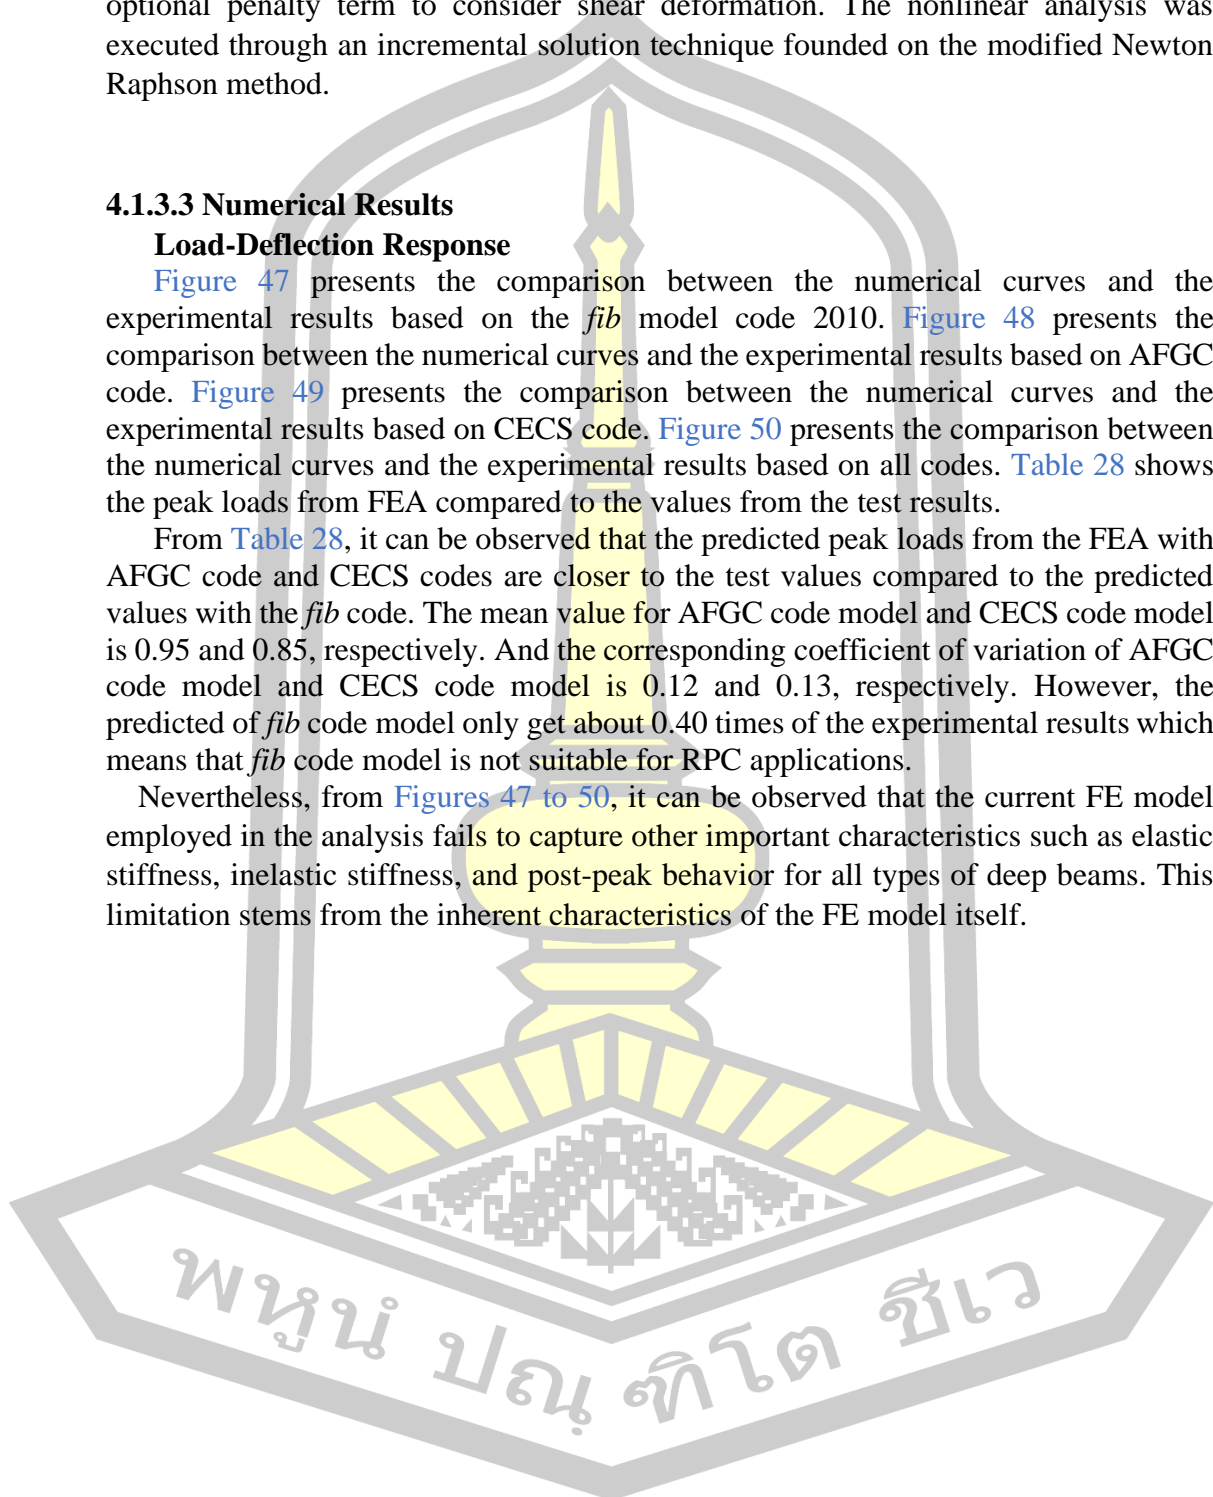 optional penalty term to consider shear deformation. The nonlinear analysis was
executed through an incremental solution technique founded on the modified Newton
Raphson method.
4.1.3.3 Numerical Results
Load-Deflection Response
Figure 47 presents the comparison between the numerical curves and the
experimental results based on the fib model code 2010. Figure 48 presents the
comparison between the numerical curves and the experimental results based on AFGC
code. Figure 49 presents the comparison between the numerical curves and the
experimental results based on CECS code. Figure 50 presents the comparison between
the numerical curves and the experimental results based on all codes. Table 28 shows
the peak loads from FEA compared to the values from the test results.
From Table 28, it can be observed that the predicted peak loads from the FEA with
AFGC code and CECS codes are closer to the test values compared to the predicted
values with the fib code. The mean value for AFGC code model and CECS code model
is 0.95 and 0.85, respectively. And the corresponding coefficient of variation of AFGC
code model and CECS code model is 0.12 and 0.13, respectively. However, the
predicted of fib code model only get about 0.40 times of the experimental results which
means that fib code model is not suitable for RPC applications.
Nevertheless, from Figures 47 to 50, it can be observed that the current FE model
employed in the analysis fails to capture other important characteristics such as elastic
stiffness, inelastic stiffness, and post-peak behavior for all types of deep beams. This
limitation stems from the inherent characteristics of the FE model itself.
พหูนํ ปณฺฑิโต ชีเว